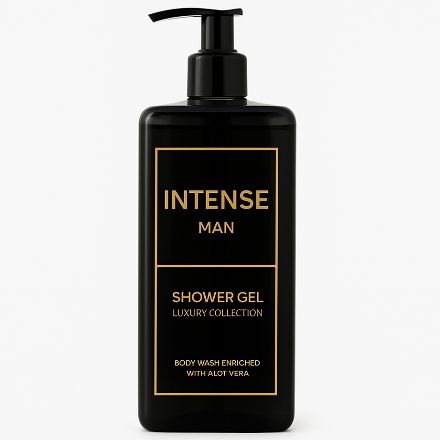 INTENSE
MAN
SHOWER GEL
LUXURY COLLECTION
BODY WASH ENRICHED
WITH ALOT VERA